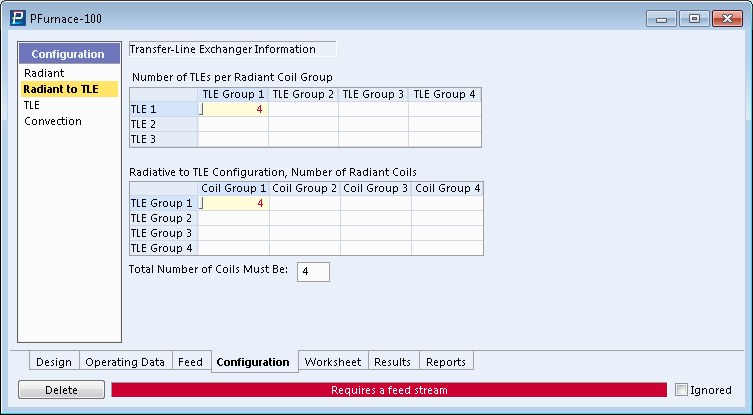 PFurnace-100
Configuration
Radiant
Radiant to TLE
TLE
Convection
Transfer-Line Exchanger Information
Number of TLEs per Radiant Coil Group
TLE Group 1 TLE Group 2 TLE Group 3 TLE Group 4
TLE 1 4
TLE 2
TLE 3
Radiative to TLE Configuration, Number of Radiant Coils
Coil Group 1 Coil Group 2 Coil Group 3 Coil Group 4
TLE Group 1 4
TLE Group 2
TLE Group 3
TLE Group 4
Total Number of Coils Must Be: 4
Design Operating Data Feed Configuration Worksheet Results Reports
Delete Requires a feed stream Ignored